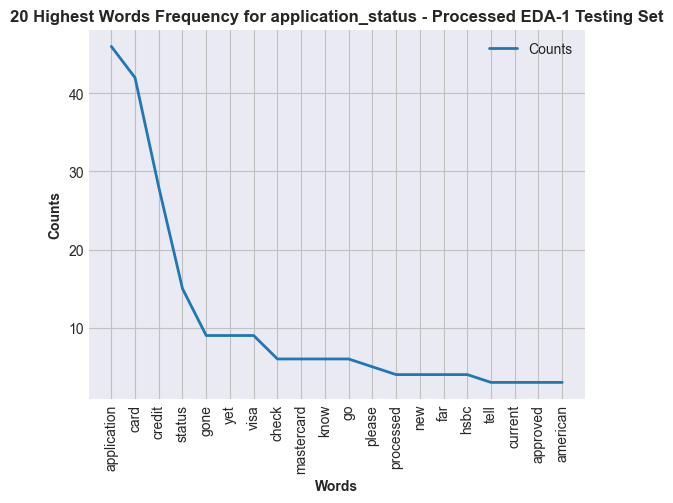 20 Highest Words Frequency for application_status - Processed EDA-1 Testing Set
Counts
40
30
20
10
Counts
application
card
credit
status
gone
yet
visa
check
mastercard
know
go
please
processed
new
far
hsbc
tell
current
approved
american
Words